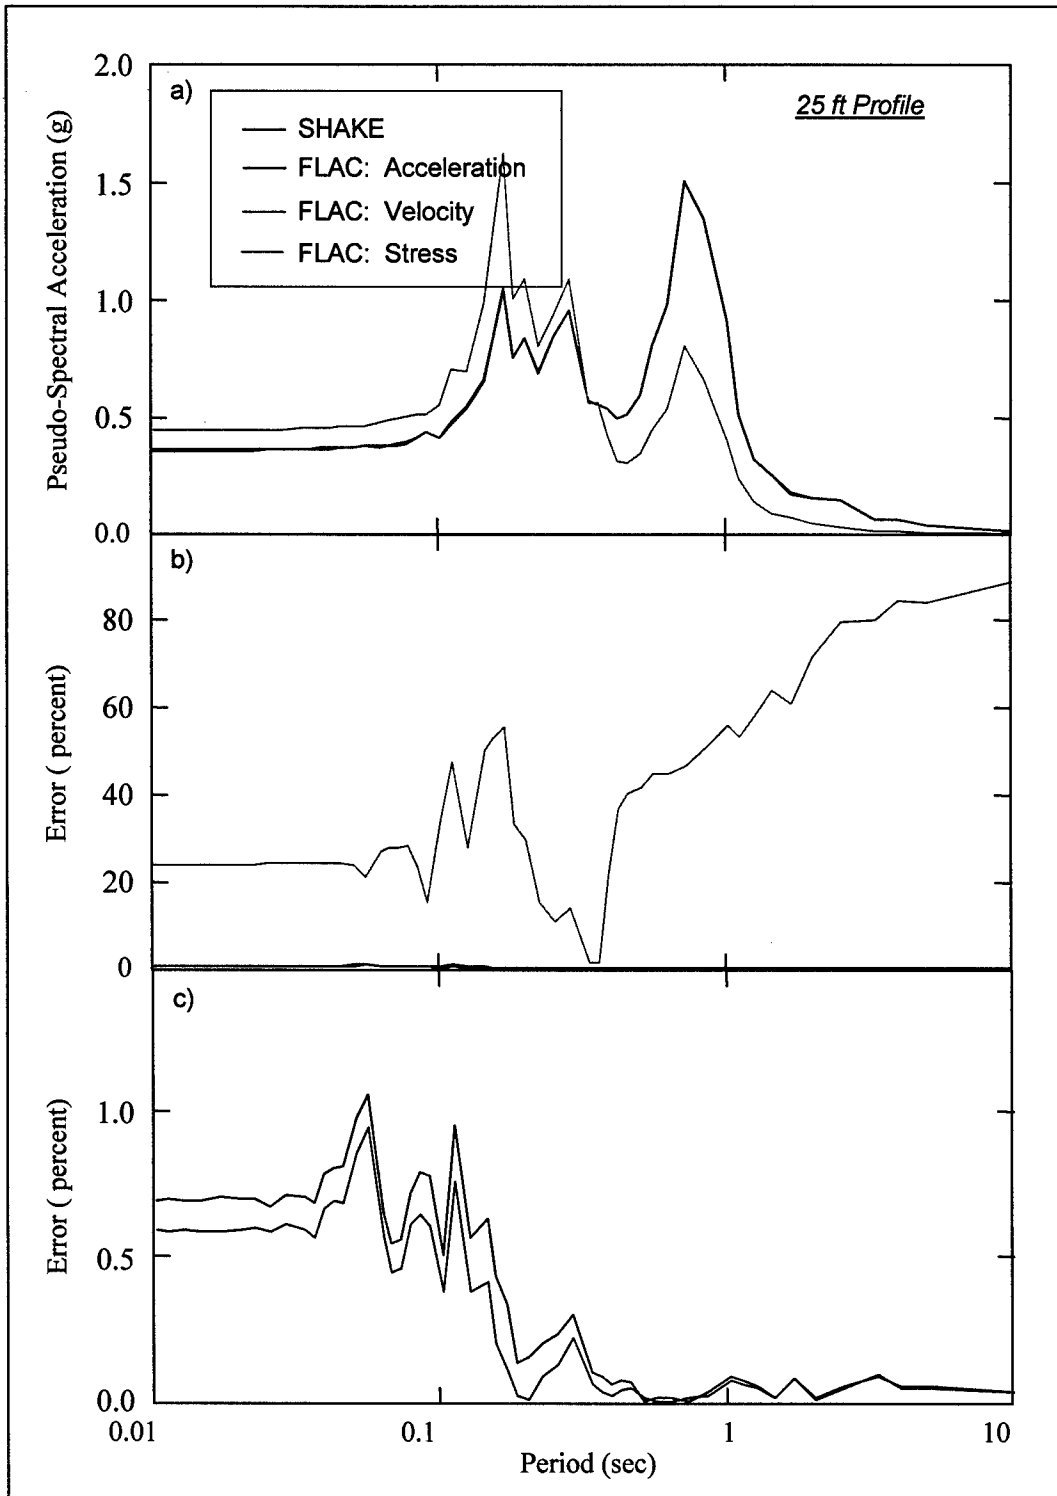 2.0
a)
25 ft Profile
SHAKE
FLAC: Acceleration
FLAC: Velocity
FLAC: Stress
1.5
1.0
0.5
0.0
Pseudo-Spectral Acceleration (g)
b)
80
60
40
20
0
Error ( percent)
c)
1.0
0.5
0.0
Error ( percent)
0.01
0.1
1
10
Period (sec)